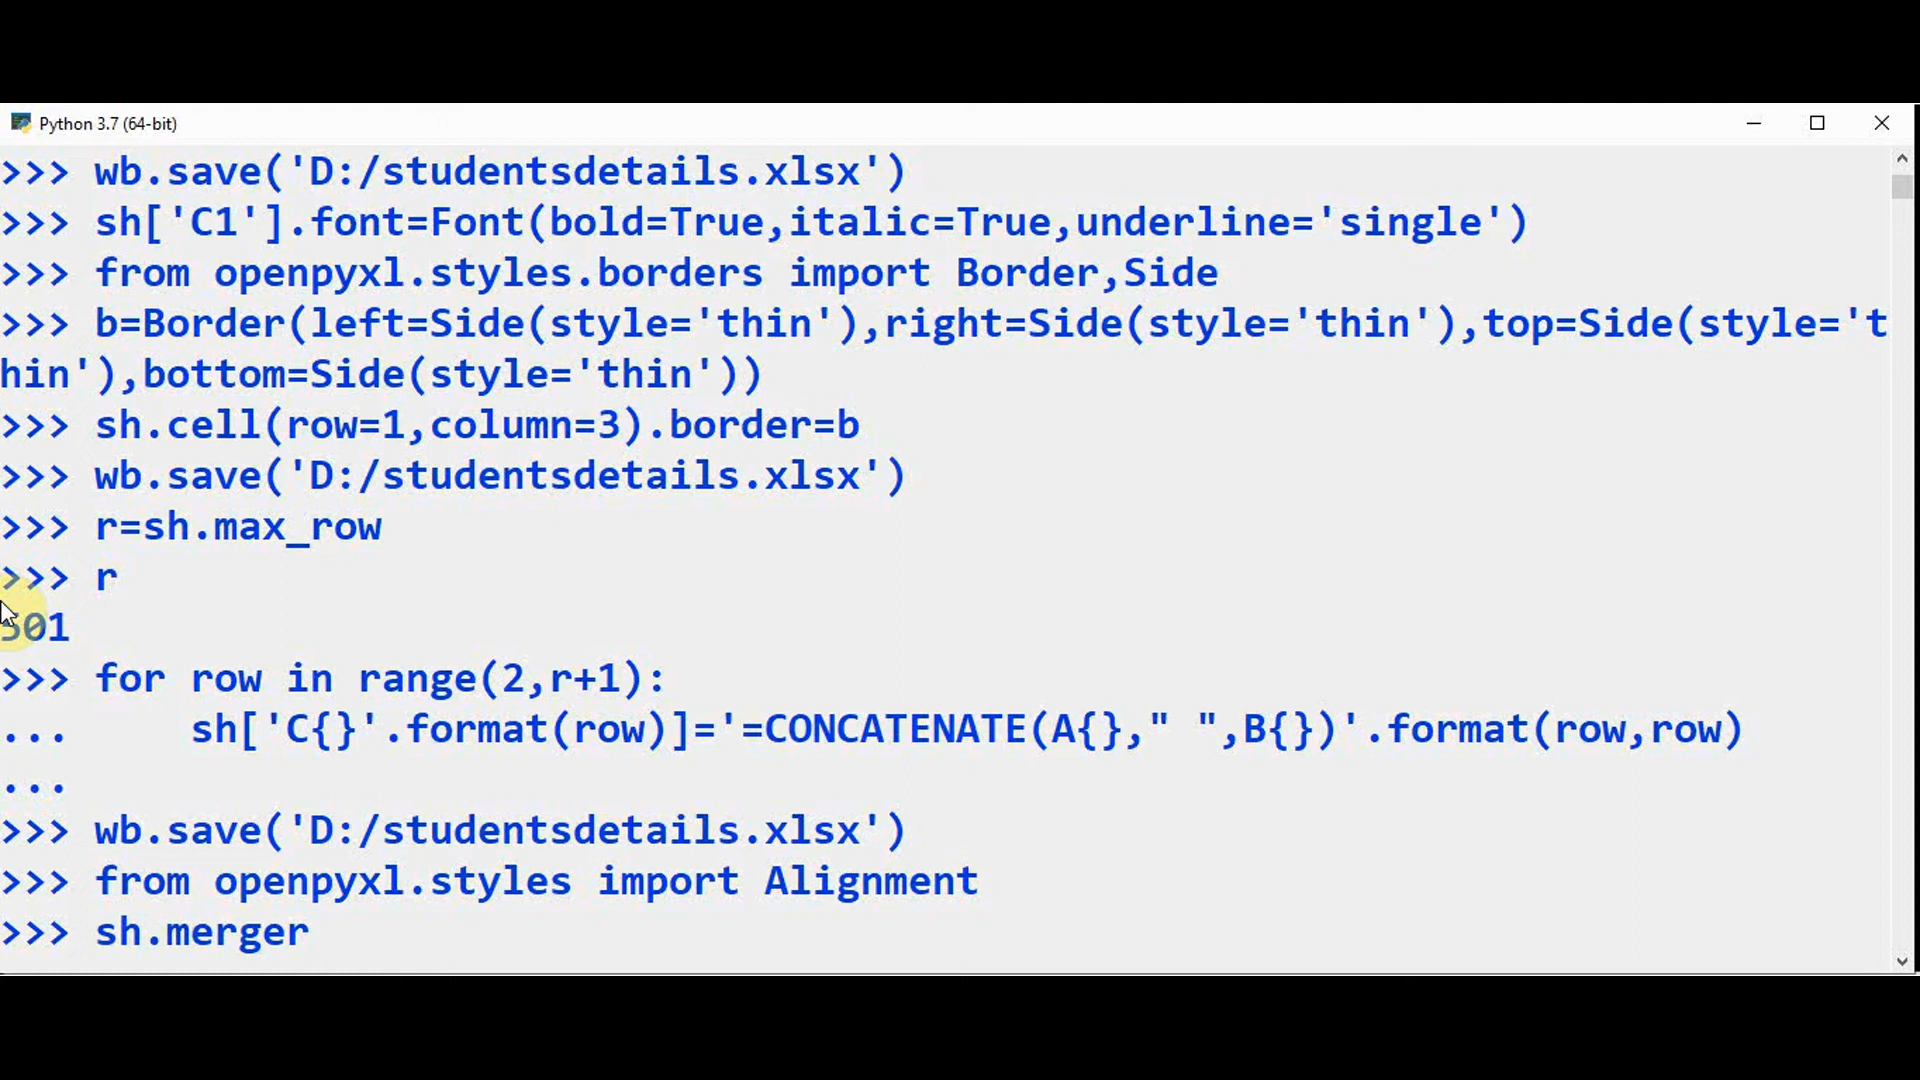 Python 3.7 (64-bit)
>>> wb.save('D:/studentsdetails.xlsx')
>>> sh['C1'].font=Font(bold=True,italic=True,underline='single')
>>> from openpyxl.styles.borders import Border,Side
>>> b=Border(left=Side(style='thin'),right=Side(style='thin'),top=Side(style='t
hin'),bottom=Side(style='thin'))
>>> sh.cell(row=1,column=3).border=b
>>> wb.save('D:/studentsdetails.xlsx')
>>> r=sh.max_row
>>> r
501
>>> for row in range(2,r+1):
...     sh['C{}'.format(row)]='=CONCATENATE(A{}," ",B{})'.format(row,row)
...
>>> wb.save('D:/studentsdetails.xlsx')
>>> from openpyxl.styles import Alignment
>>> sh.merger